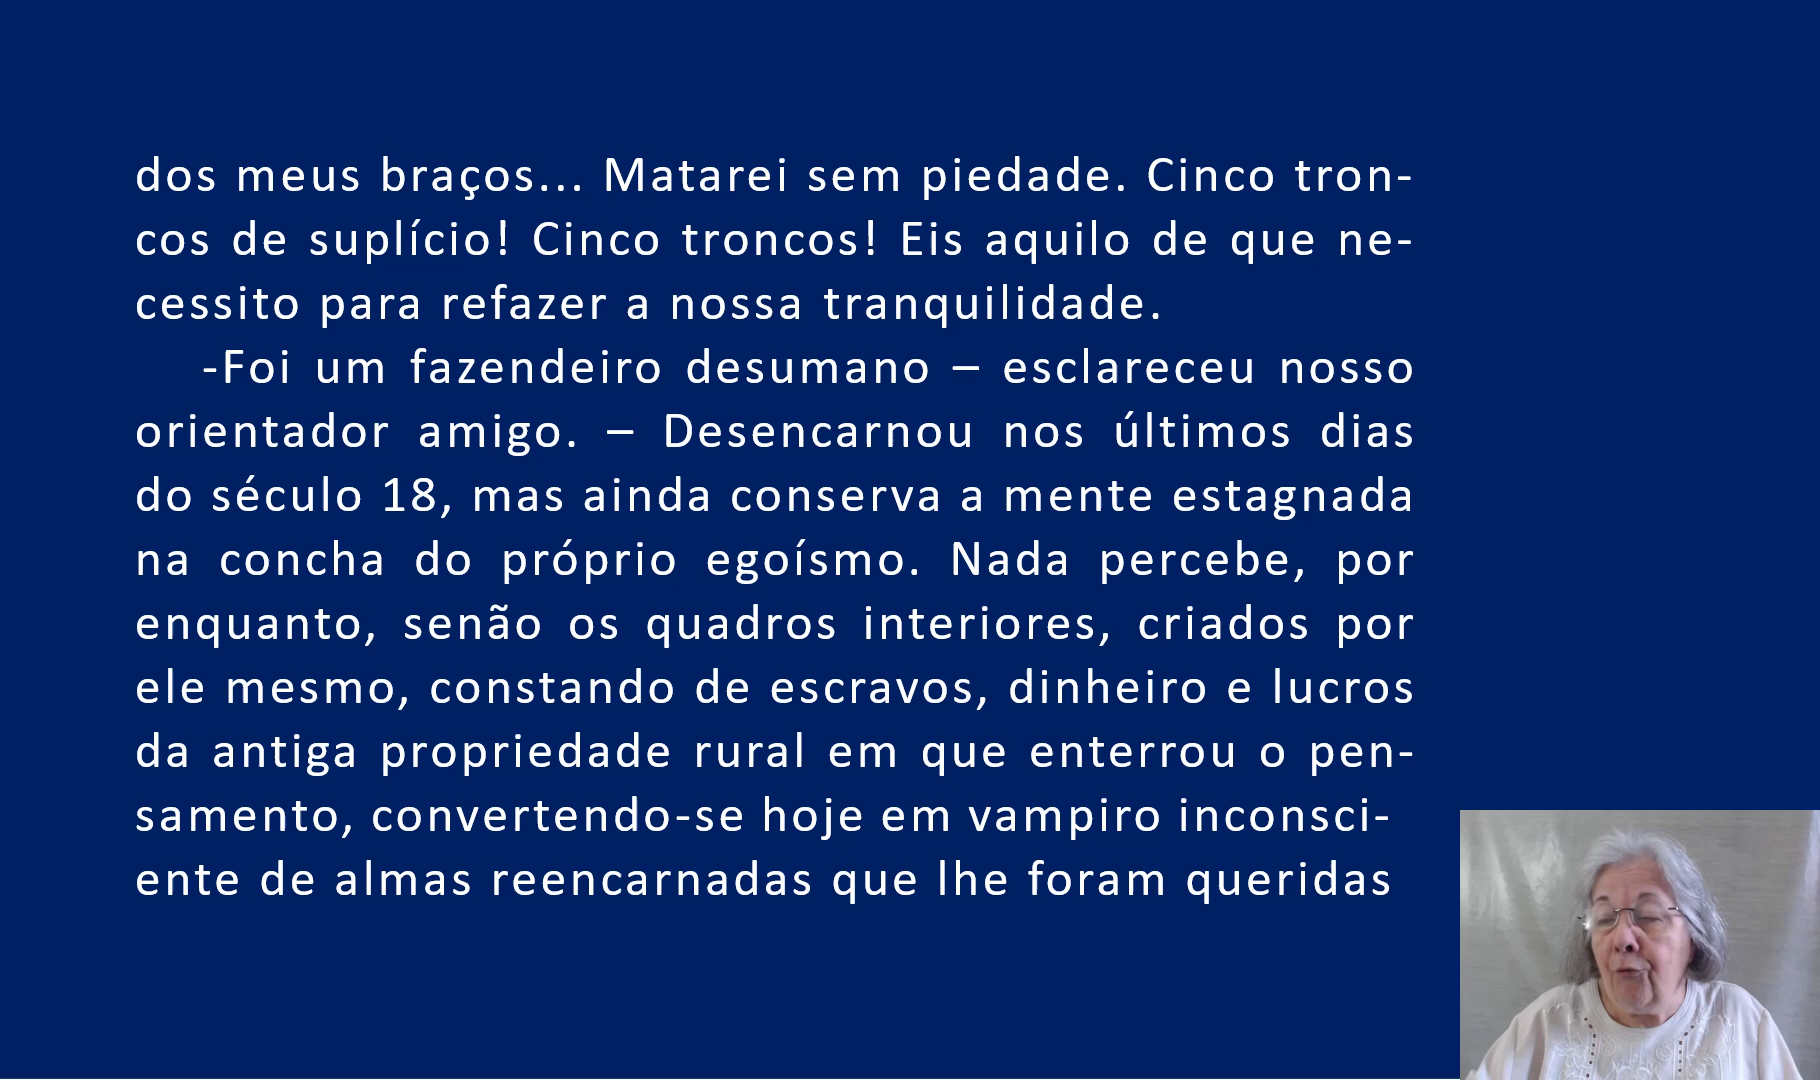 dos meus braços... Matarei sem piedade. Cinco tron-
cos de suplício! Cinco troncos! Eis aquilo de que ne-
cessito para refazer a nossa tranquilidade.
-Foi um fazendeiro desumano – esclareceu nosso
orientador amigo. – Desencarnou nos últimos dias
do século 18, mas ainda conserva a mente estagnada
na concha do próprio egoísmo. Nada percebe, por
enquanto, senão os quadros interiores, criados por
ele mesmo, constando de escravos, dinheiro e lucros
da antiga propriedade rural em que enterrou o pen-
samento, convertendo-se hoje em vampiro inconsci-
ente de almas reencarnadas que lhe foram queridas